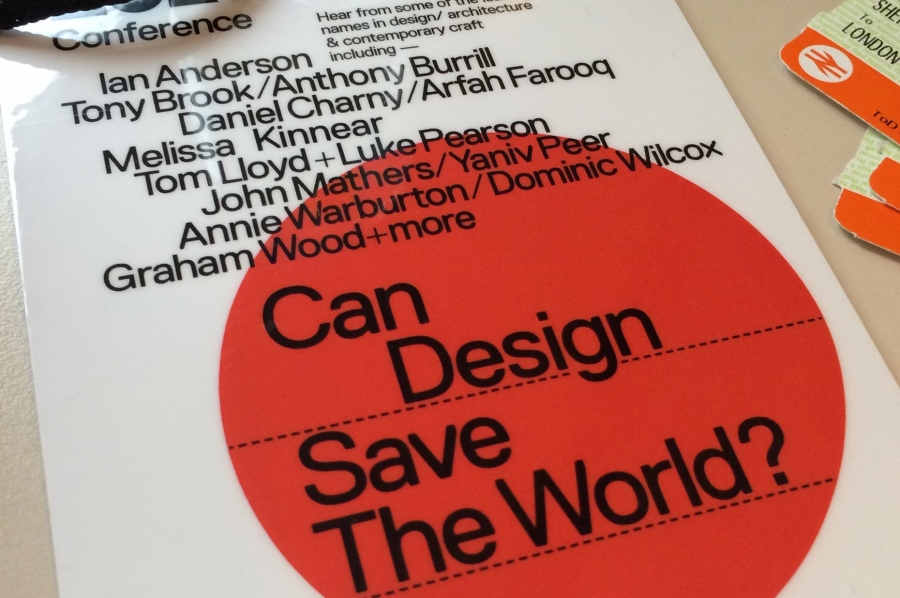 Conference
Hear from some of the
names in design/ architecture
& contemporary craft
including —
Ian Anderson
Tony Brook/Anthony Burrill
Daniel Charny/Arfah Farooq
Melissa Kinnear
Tom Lloyd+Luke Pearson
John Mathers/Yaniv Peer
Annie Warburton/Dominic Wilcox
Graham Wood+more
Can
Design
Save
The World?
To
LONDON
ToD